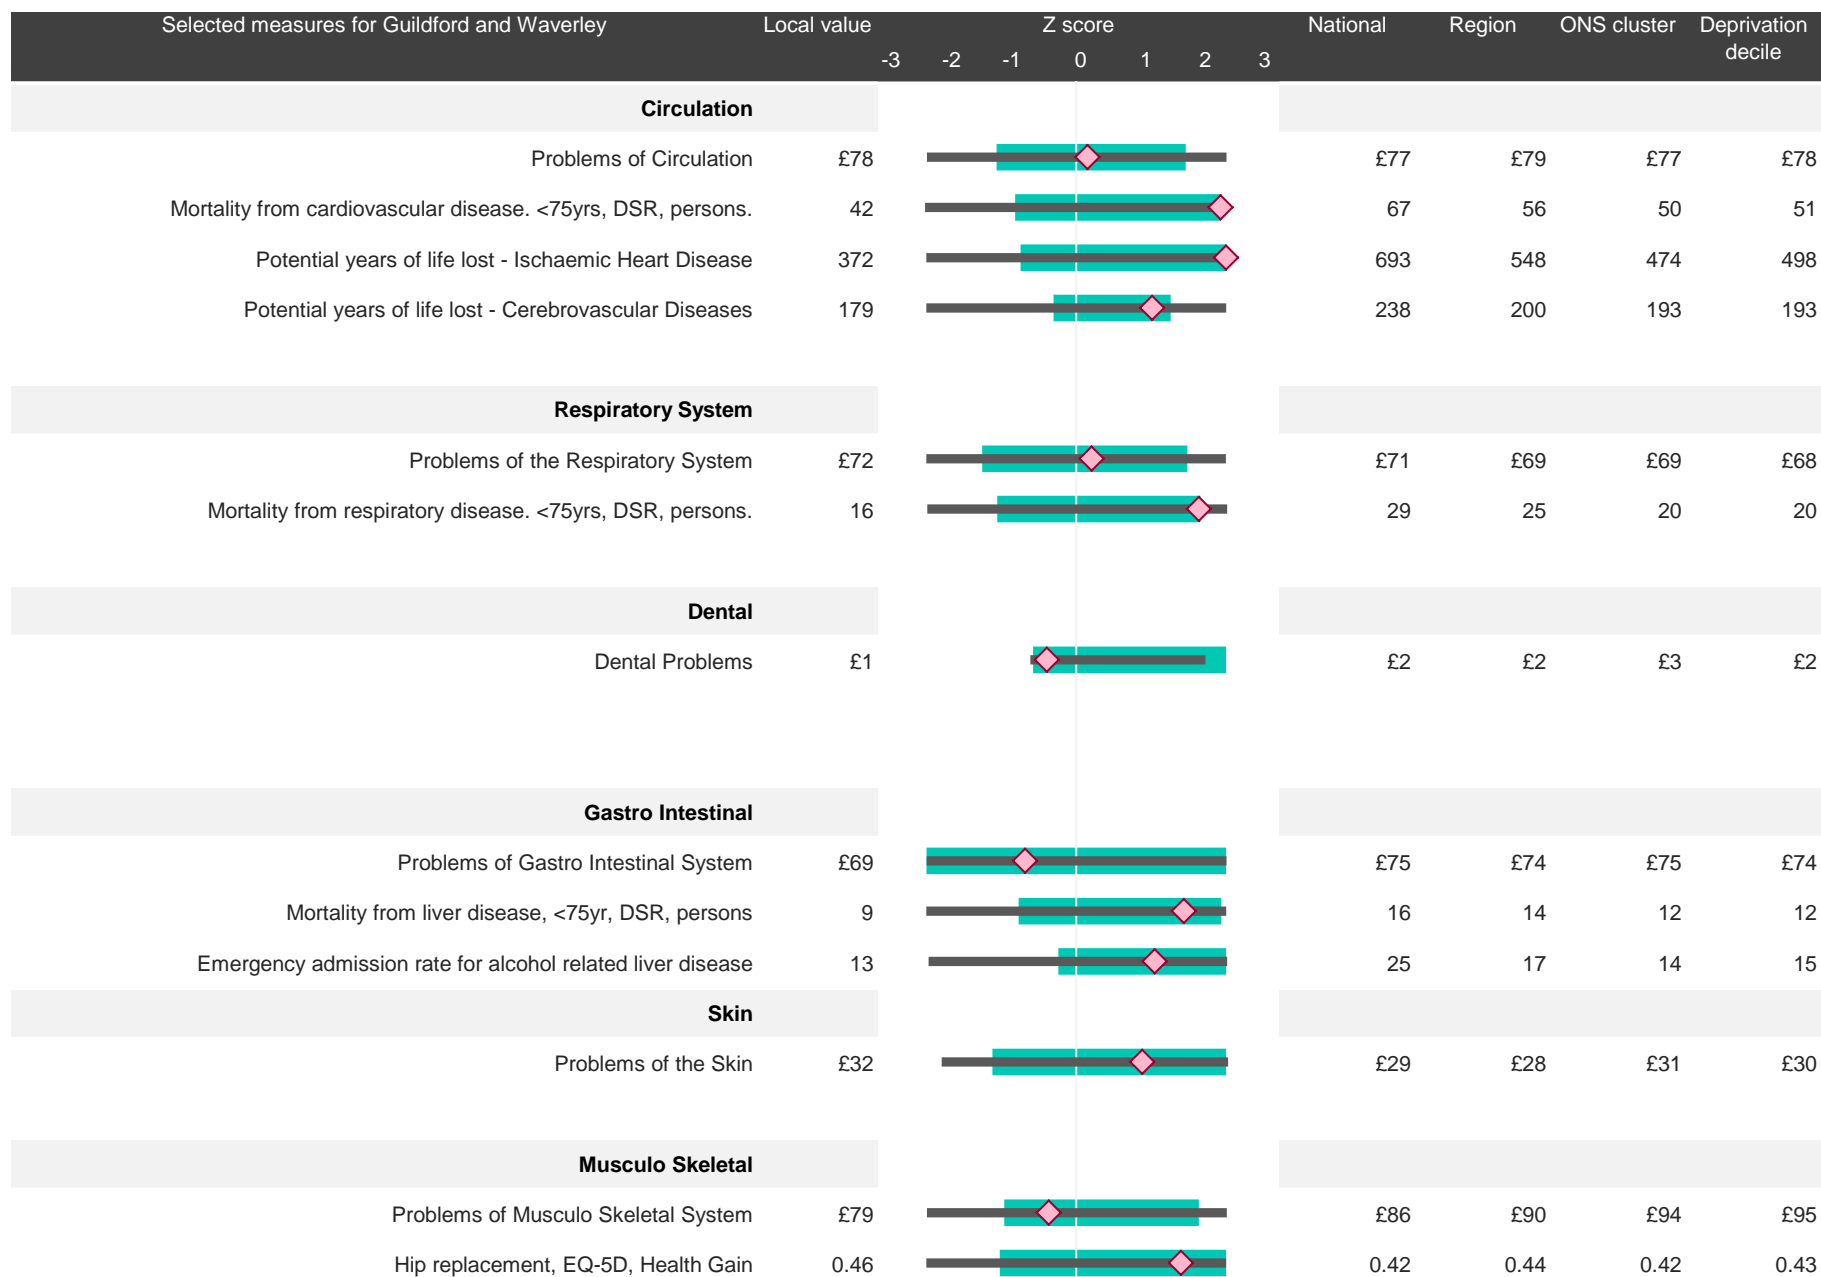 Selected measures for Guildford and Waverley Local value Z score National Region ONS cluster Deprivation decile
-3 -2 -1 0 1 2 3
Circulation
Problems of Circulation £78 £77 £79 £77 £78
Mortality from cardiovascular disease. <75yrs, DSR, persons. 42 67 56 50 51
Potential years of life lost - Ischaemic Heart Disease 372 693 548 474 498
Potential years of life lost - Cerebrovascular Diseases 179 238 200 193 193
Respiratory System
Problems of the Respiratory System £72 £71 £69 £69 £68
Mortality from respiratory disease. <75yrs, DSR, persons. 16 29 25 20 20
Dental
Dental Problems £1 £2 £2 £3 £2
Gastro Intestinal
Problems of Gastro Intestinal System £69 £75 £74 £75 £74
Mortality from liver disease, <75yr, DSR, persons 9 16 14 12 12
Emergency admission rate for alcohol related liver disease 13 25 17 14 15
Skin
Problems of the Skin £32 £29 £28 £31 £30
Musculo Skeletal
Problems of Musculo Skeletal System £79 £86 £90 £94 £95
Hip replacement, EQ-5D, Health Gain 0.46 0.42 0.44 0.42 0.43